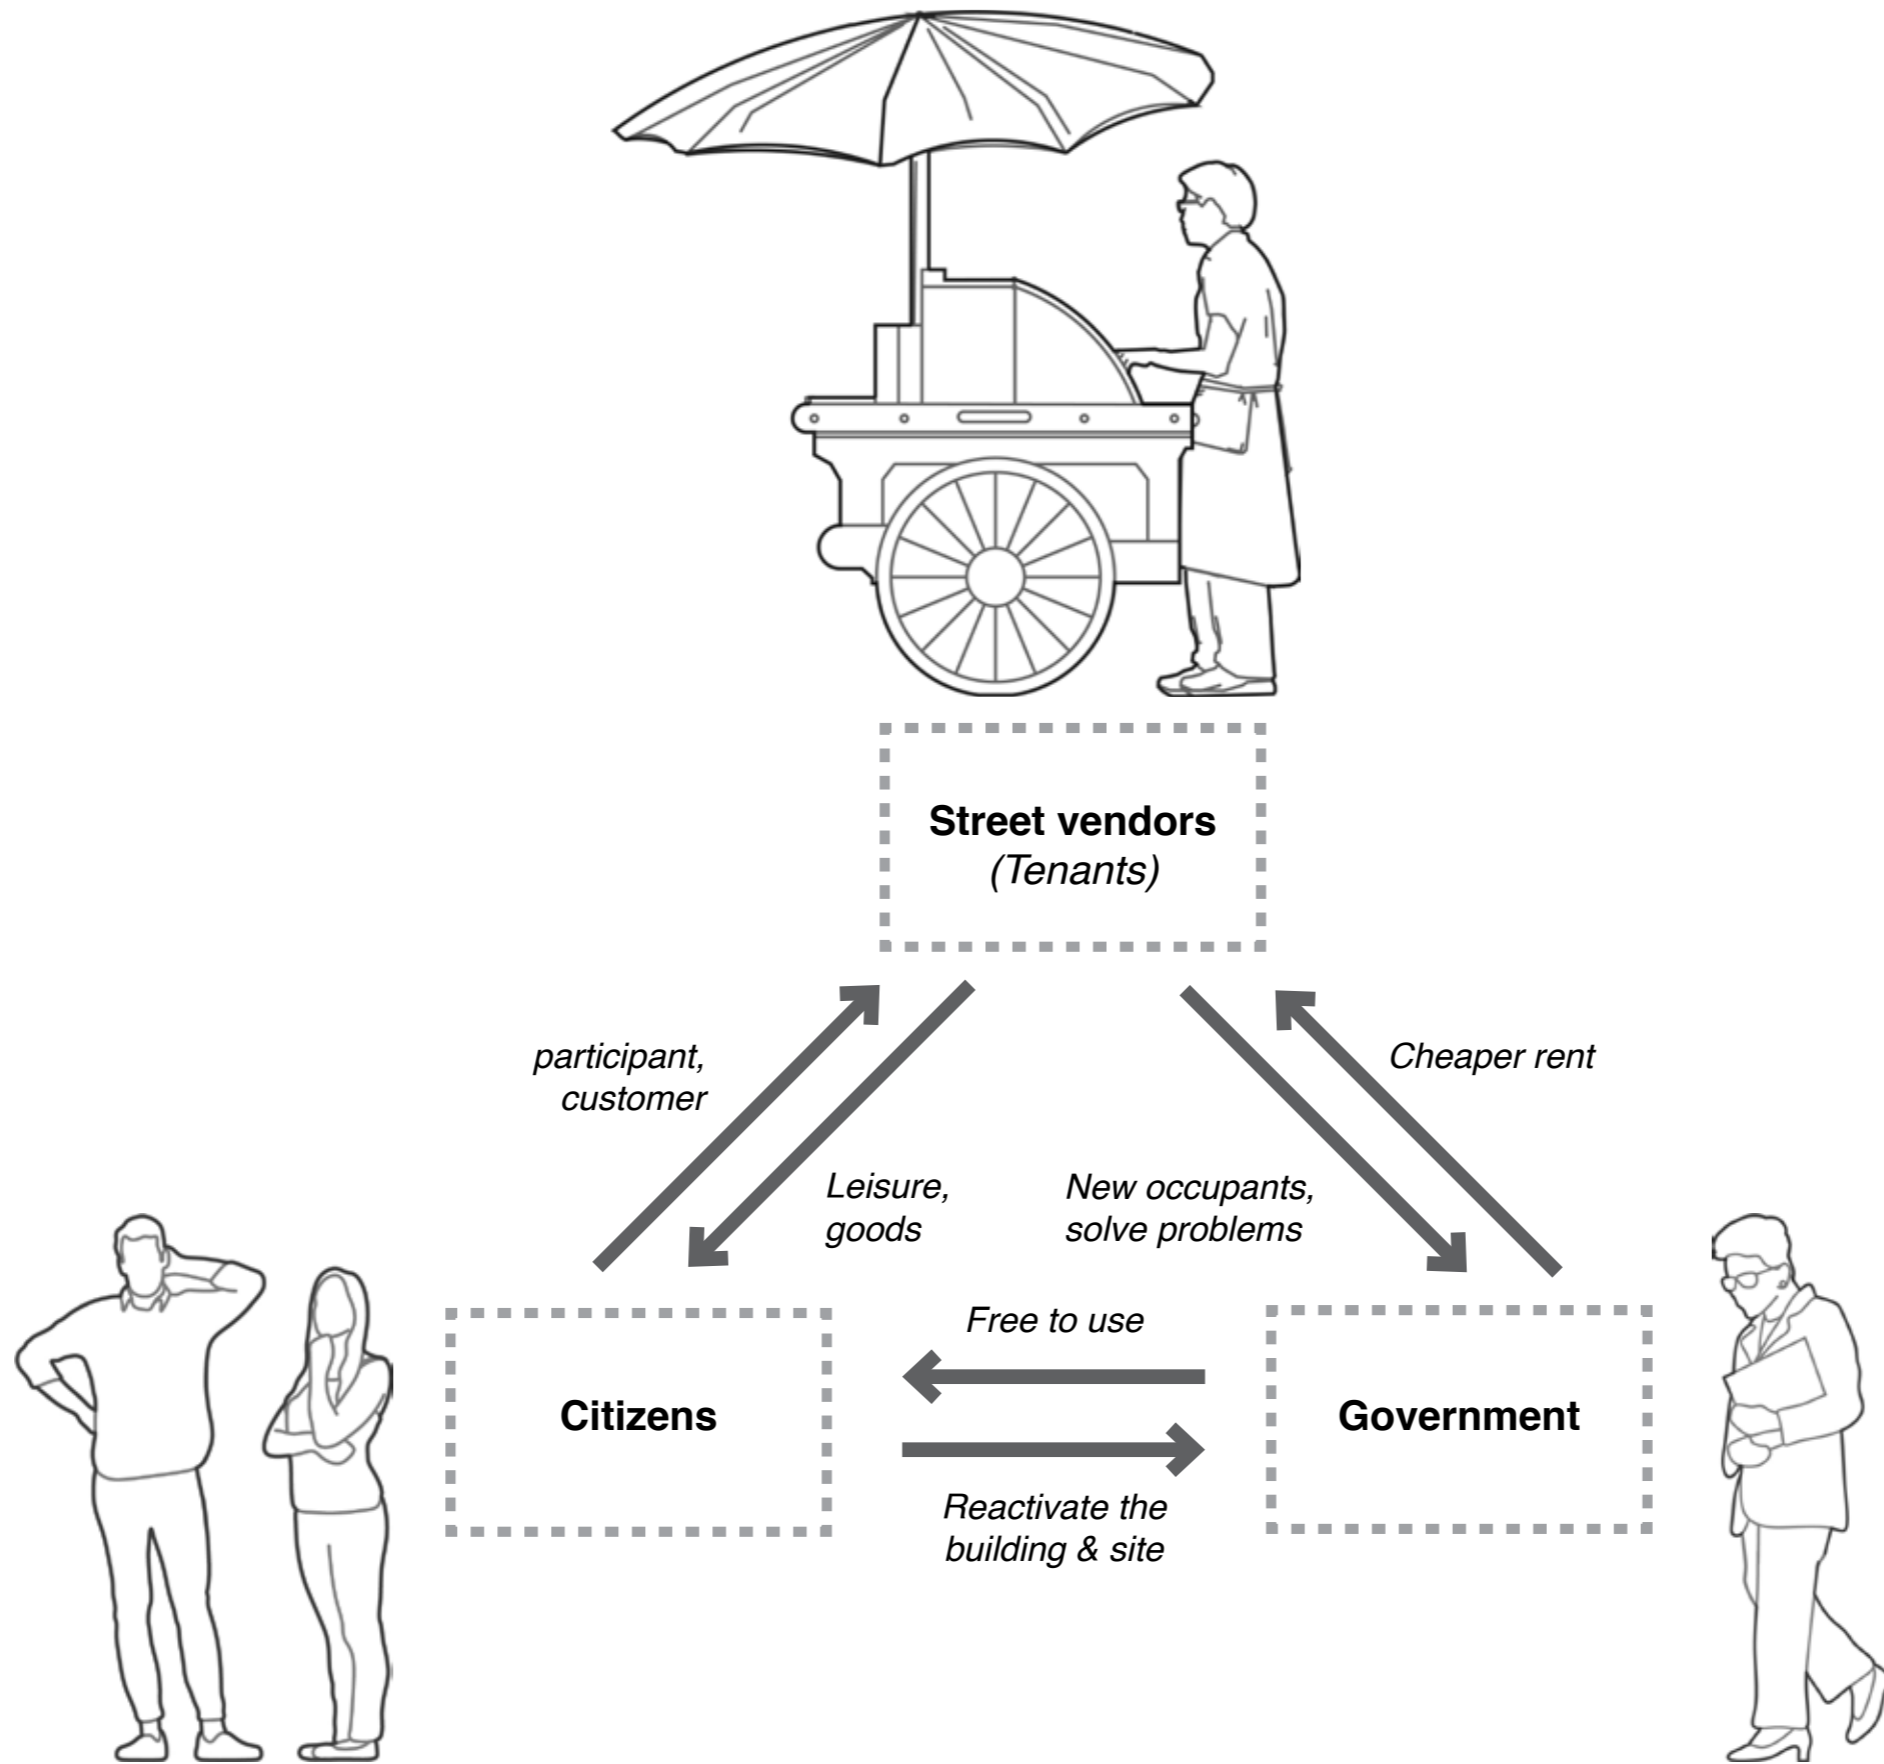 Street vendors
(Tenants)
participant,
customer
Cheaper rent
Leisure,
goods
New occupants,
solve problems
Free to use
Citizens
Government
Reactivate the
building & site